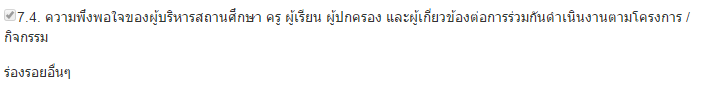 7.4. ความพึงพอใจของผู้บริหารสถานศึกษา ครู ผู้เรียน ผู้ปกครอง และผู้เกี่ยวข้องต่อการร่วมกันดำเนินงานตามโครงการ /
กิจกรรม
ร่องรอยอื่นๆ